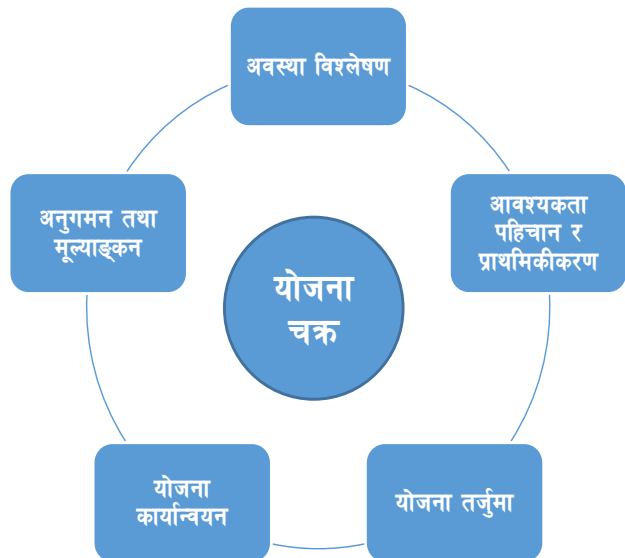 अवस्था विश्लेषण
आवश्यकता
पहिचान र
प्राथमिकीकरण
योजना तर्जुमा
योजना
कार्यान्वयन
अनुगमन तथा
मूल्याङ्कन
योजना
चक्र